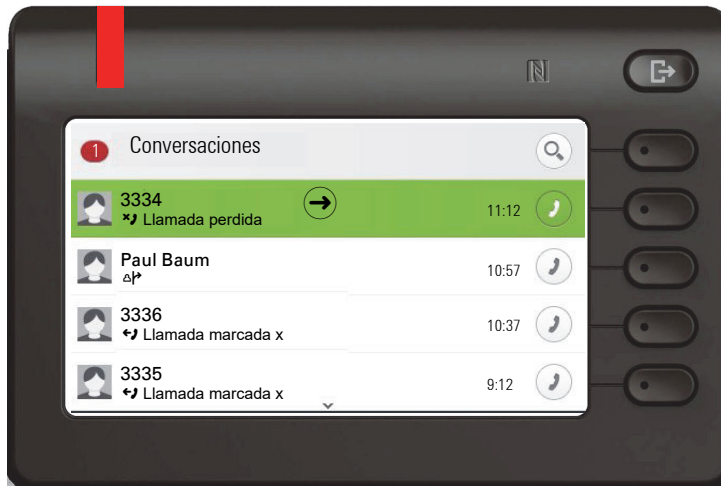 1 Conversaciones
3334
Llamada perdida
11:12
Paul Baum
10:57
3336
Llamada marcada x
10:37
3335
Llamada marcada x
9:12